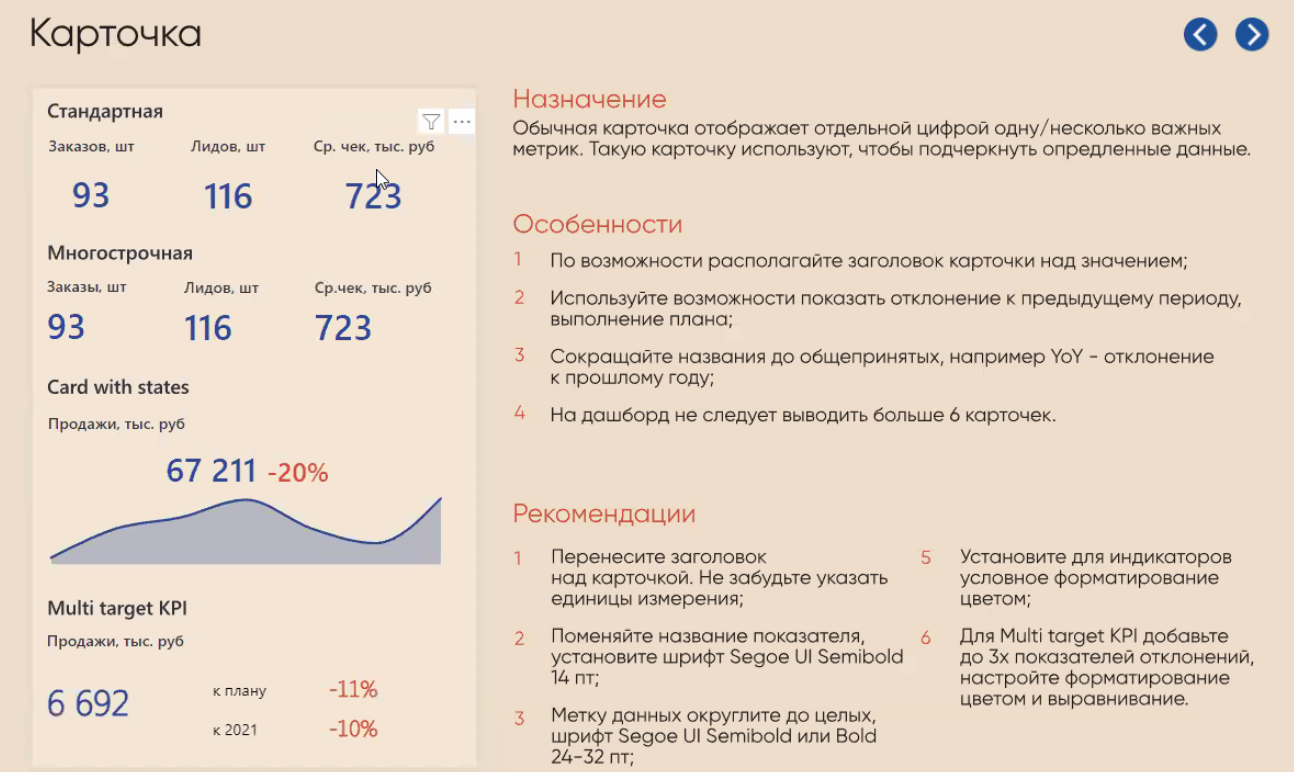 Карточка
Стандартная
Заказов, шт Лидов, шт Ср. чек, тыс. руб
93 116 723
Многострочная
Заказы, шт Лидов, шт Ср.чек, тыс. руб
93 116 723
Card with states
Продажи, тыс. руб
67 211 -20%
Multi target KPI
Продажи, тыс. руб
6 692
к плану -11%
к 2021 -10%
Назначение
Обычная карточка отображает отдельной цифрой одну/несколько важных
метрик. Такую карточку используют, чтобы подчеркнуть опредленные данные.
Особенности
1 По возможности располагайте заголовок карточки над значением;
2 Используйте возможности показать отклонение к предыдущему периоду,
выполнение плана;
3 Сокращайте названия до общепринятых, например YoY - отклонение
к прошлому году;
4 На дашборд не следует выводить больше 6 карточек.
Рекомендации
1 Перенесите заголовок
над карточкой. Не забудьте указать
единицы измерения;
2 Поменяйте название показателя,
установите шрифт Segoe UI Semibold
14 пт;
3 Метку данных округлите до целых,
шрифт Segoe UI Semibold или Bold
24-32 пт;
5 Установите для индикаторов
условное форматирование
цветом;
6 Для Multi target KPI добавьте
до 3х показателей отклонений,
настройте форматирование
цветом и выравнивание.